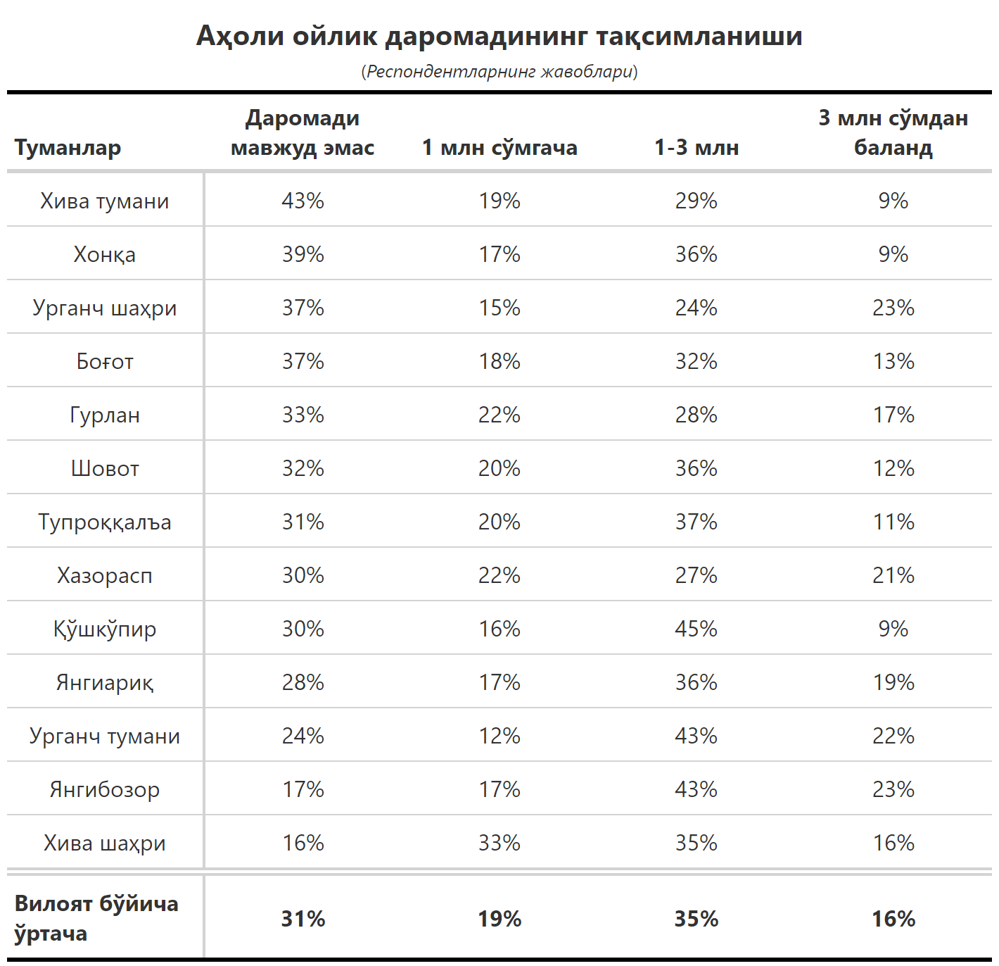 Аҳоли ойлик даромадининг тақсимланиши
(Респондентларнинг жавоблари)
Туманлар Даромади мавжуд эмас 1 млн сўмгача 1-3 млн 3 млн сўмдан баланд
Хива тумани 43% 19% 29% 9%
Хонқа 39% 17% 36% 9%
Урганч шаҳри 37% 15% 24% 23%
Боғот 37% 18% 32% 13%
Гурлан 33% 22% 28% 17%
Шовот 32% 20% 36% 12%
Тупроққалъа 31% 20% 37% 11%
Хазорасп 30% 22% 27% 21%
Қўшкўпир 30% 16% 45% 9%
Янгиариқ 28% 17% 36% 19%
Урганч тумани 24% 12% 43% 22%
Янгибозор 17% 17% 43% 23%
Хива шаҳри 16% 33% 35% 16%
Вилоят бўйича ўртача 31% 19% 35% 16%